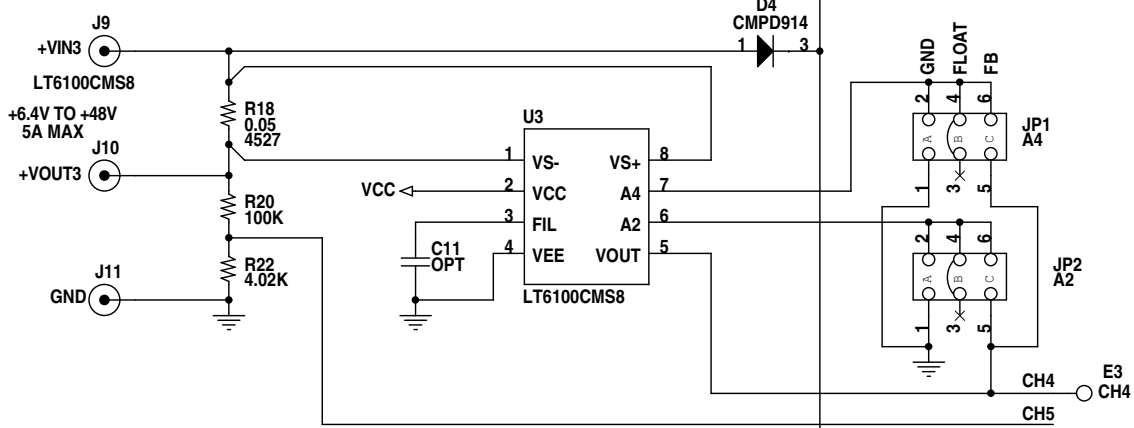 J9
+VIN3
LT6100CMS8
+6.4V TO +48V
5A MAX
J10
+VOUT3
J11
GND
R18
0.05
4527
R20
100K
R22
4.02K
D4
CMPD914
1 3
U3
1 VS- VS+ 8
VCC 2 VCC A4 7
3 FIL A2 6
4 VEE VOUT 5
LT6100CMS8
C11
OPT
GND FLOAT FB
2 4 6
A B C
JP1
A4
1 3 5
2 4 6
A B C
JP2
A2
1 3 5
CH4
E3
CH4
CH5